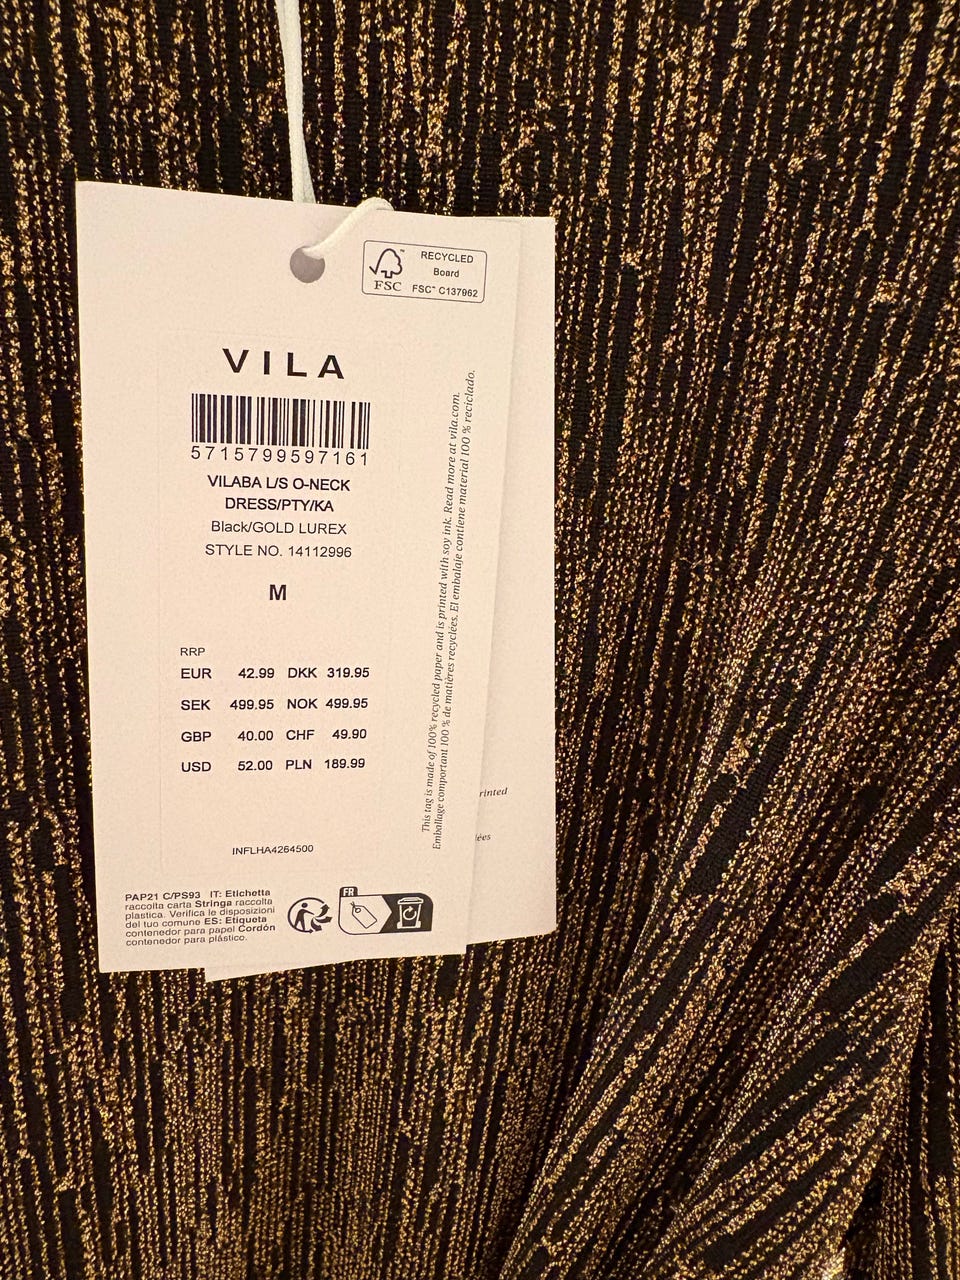 RECYCLED
Board
FSC™ C137962
FSC
VILA
5715799597161
VILABA L/S O-NECK
DRESS/PTY/KA
Black/GOLD LUREX
STYLE NO. 14112996
M
RRP
EUR 42.99 DKK 319.95
SEK 499.95 NOK 499.95
GBP 40.00 CHF 49.90
USD 52.00 PLN 189.99
INFLHA4264500
This tag is made of 100% recycled paper and is printed with soy ink. Read more at vila.com.
Emballage comportant 100 % de matières recyclées. El embalaje contiene material 100 % reciclado.
rinted
lées
PAP21 C/PS93 IT: Etichetta
raccolta carta Stringa raccolta
plastica. Verifica le disposizioni
del tuo comune ES: Etiqueta
contenedor para papel Cordón
contenedor para plástico.
FR